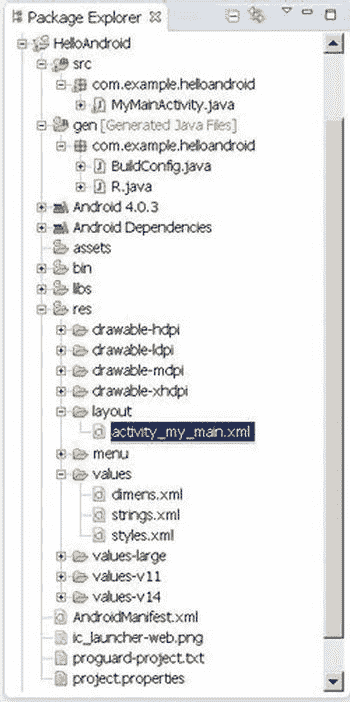 Package Explorer
HelloAndroid
src
com.example.helloandroid
MyMainActivity.java
gen [Generated Java Files]
com.example.helloandroid
BuildConfig.java
R.java
Android 4.0.3
Android Dependencies
assets
bin
libs
res
drawable-hdpi
drawable-ldpi
drawable-mdpi
drawable-xhdpi
layout
activity_my_main.xml
menu
values
dimens.xml
strings.xml
styles.xml
values-large
values-v11
values-v14
AndroidManifest.xml
ic_launcher-web.png
proguard-project.txt
project.properties